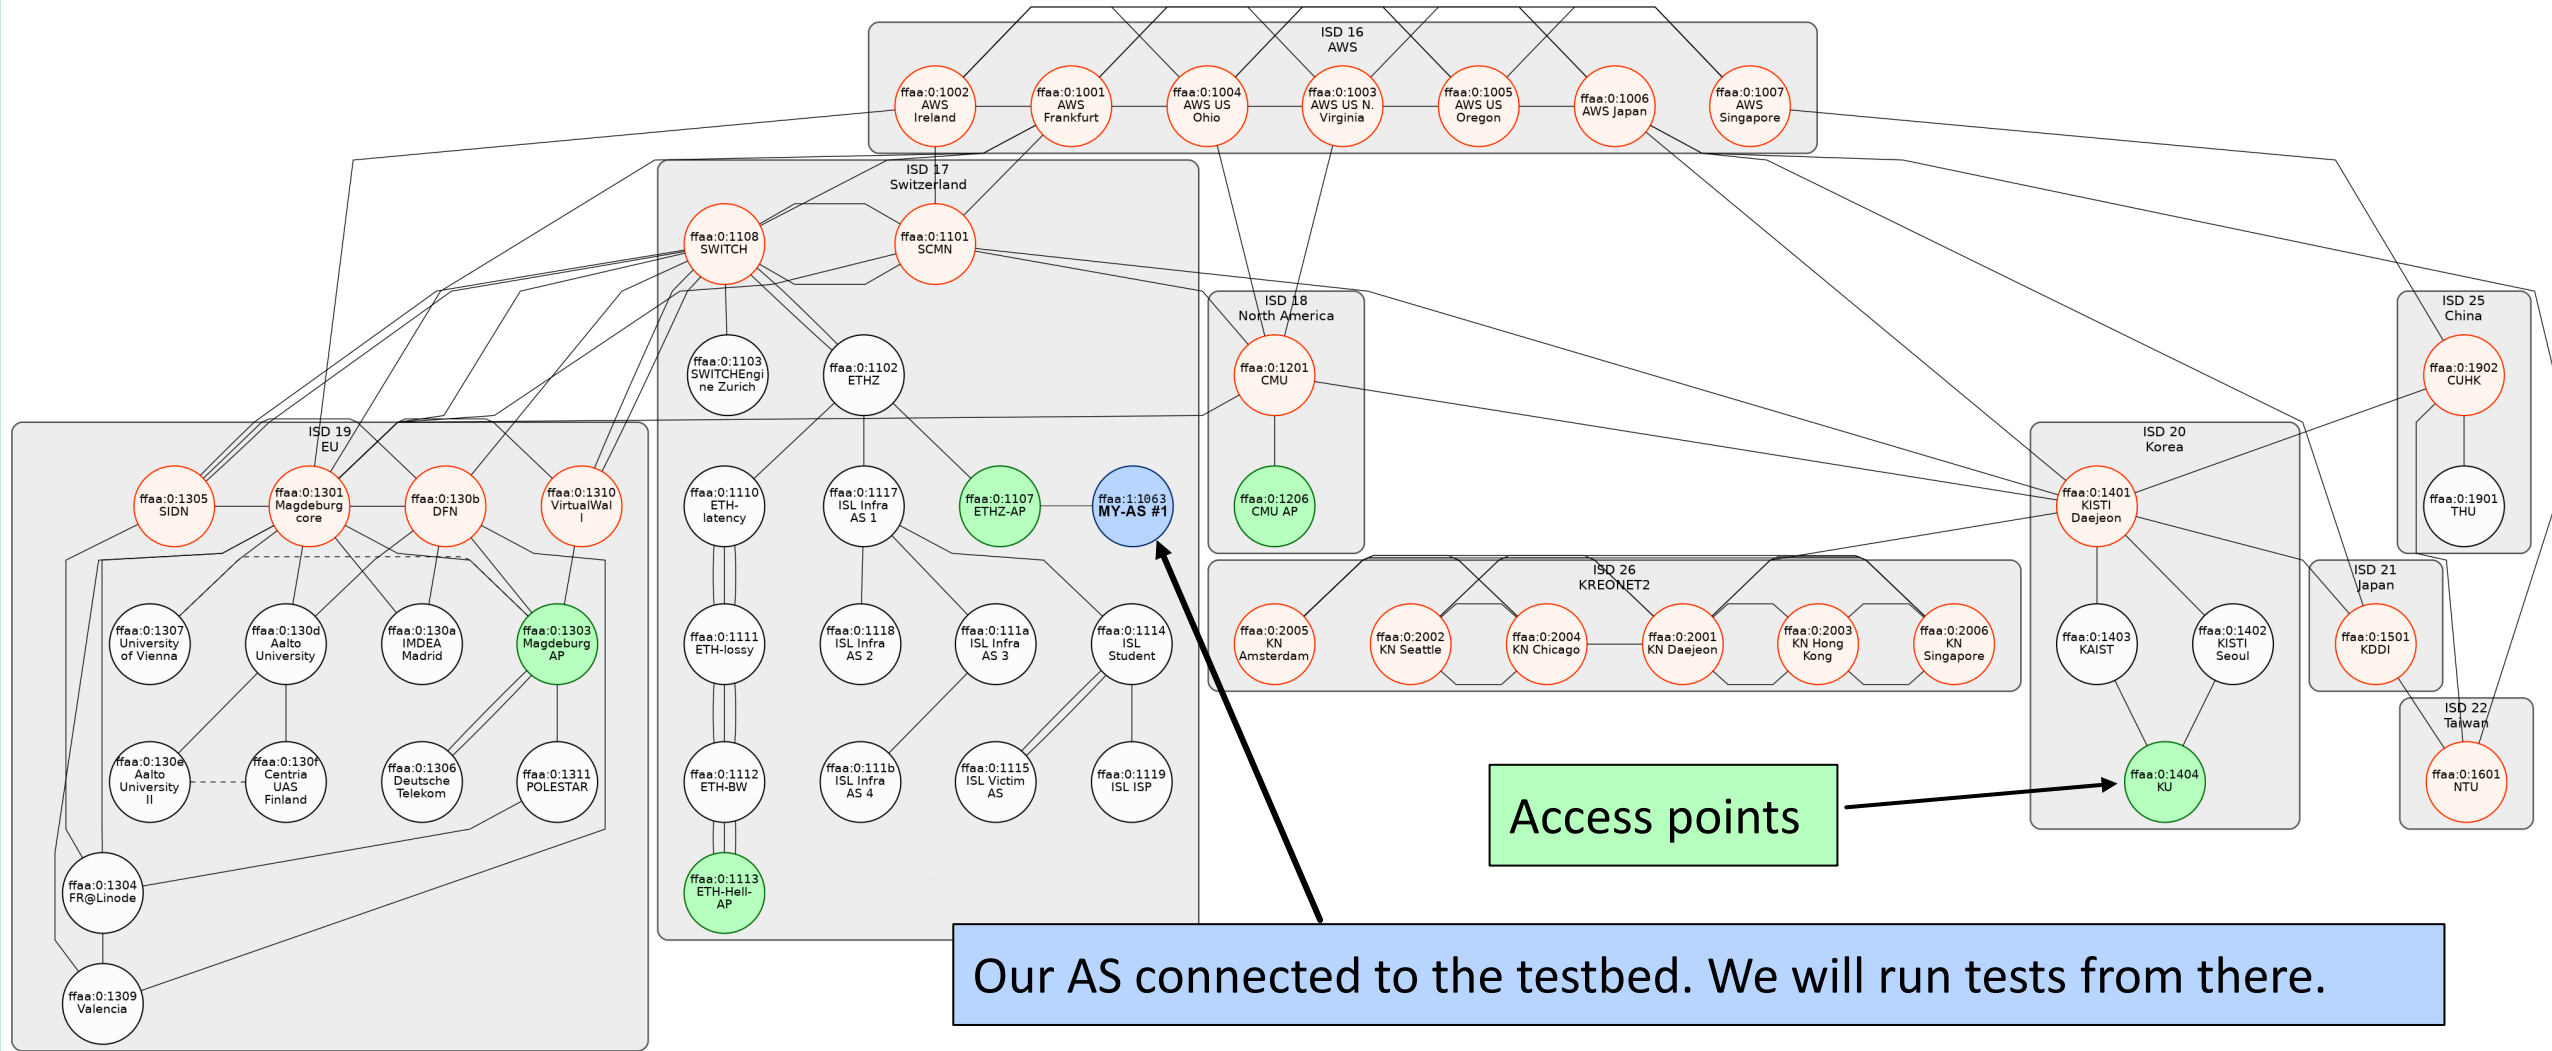 ISD 16
AWS
ffaa:0:1002
AWS
Ireland
ffaa:0:1001
AWS
Frankfurt
ffaa:0:1004
AWS US
Ohio
ffaa:0:1003
AWS US N.
Virginia
ffaa:0:1005
AWS US
Oregon
ffaa:0:1006
AWS Japan
ffaa:0:1007
AWS
Singapore
ISD 17
Switzerland
ffaa:0:1108
SWITCH
ffaa:0:1101
SCMN
ffaa:0:1103
SWITCHEngi
ne Zurich
ffaa:0:1102
ETHZ
ffaa:0:1110
ETH-
latency
ffaa:0:1117
ISL Infra
AS 1
ffaa:0:1107
ETHZ-AP
ffaa:1:1063
MY-AS #1
ffaa:0:1111
ETH-lossy
ffaa:0:1118
ISL Infra
AS 2
ffaa:0:111a
ISL Infra
AS 3
ffaa:0:1114
ISL
Student
ffaa:0:1112
ETH-BW
ffaa:0:111b
ISL Infra
AS 4
ffaa:0:1115
ISL Victim
AS
ffaa:0:1119
ISL ISP
ffaa:0:1113
ETH-Hell-
AP
ISD 18
North America
ffaa:0:1201
CMU
ffaa:0:1206
CMU AP
ISD 25
China
ffaa:0:1902
CUHK
ffaa:0:1901
THU
ISD 19
EU
ffaa:0:1305
SIDN
ffaa:0:1301
Magdeburg
core
ffaa:0:130b
DFN
ffaa:0:1310
VirtualWal
l
ffaa:0:1307
University
of Vienna
ffaa:0:130d
Aalto
University
ffaa:0:130a
IMDEA
Madrid
ffaa:0:1303
Magdeburg
AP
ffaa:0:130e
Aalto
University
II
ffaa:0:130f
Centria
UAS
Finland
ffaa:0:1306
Deutsche
Telekom
ffaa:0:1311
POLESTAR
ffaa:0:1304
FR@Linode
ffaa:0:1309
Valencia
ISD 20
Korea
ffaa:0:1401
KISTI
Daejeon
ffaa:0:1403
KAIST
ffaa:0:1402
KISTI
Seoul
ffaa:0:1404
KU
ISD 26
KREONET2
ffaa:0:2005
KN
Amsterdam
ffaa:0:2002
KN Seattle
ffaa:0:2004
KN Chicago
ffaa:0:2001
KN Daejeon
ffaa:0:2003
KN Hong
Kong
ffaa:0:2006
KN
Singapore
ISD 21
Japan
ffaa:0:1501
KDDI
ISD 22
Taiwan
ffaa:0:1601
NTU
Access points
Our AS connected to the testbed. We will run tests from there.